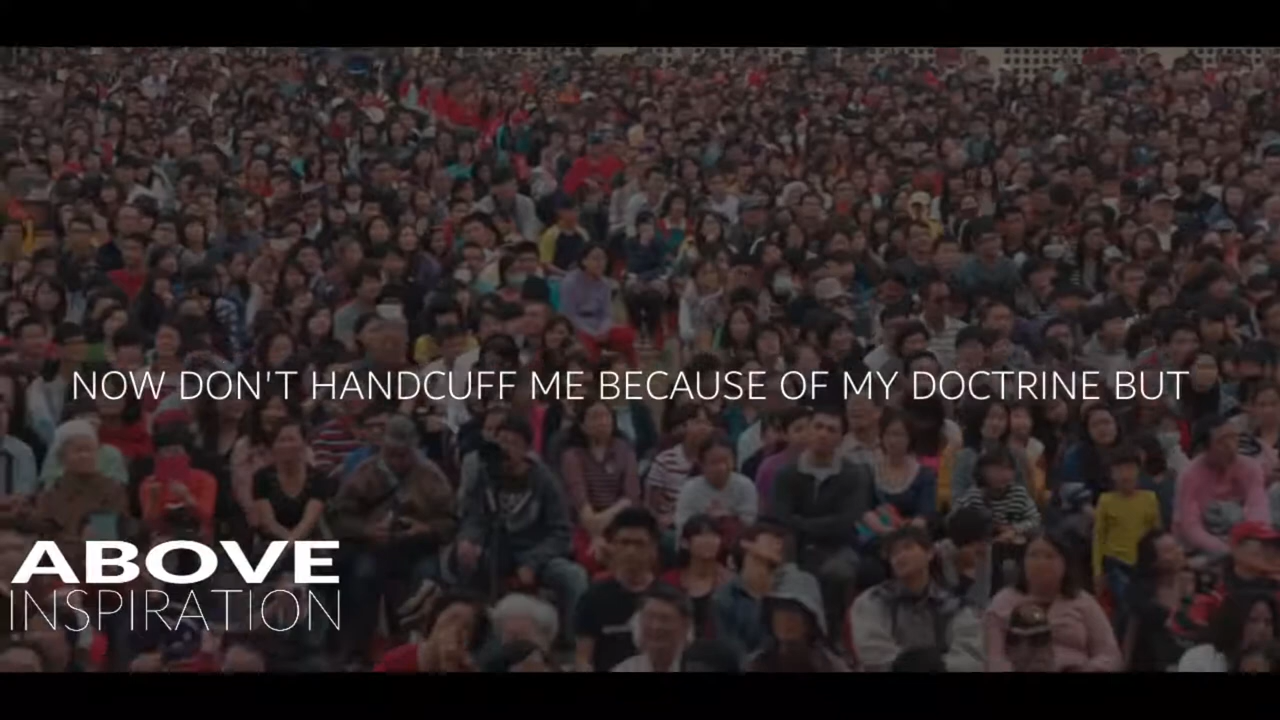 NOW DON'T HANDCUFF ME BECAUSE OF MY DOCTRINE BUT
ABOVE
INSPIRATION